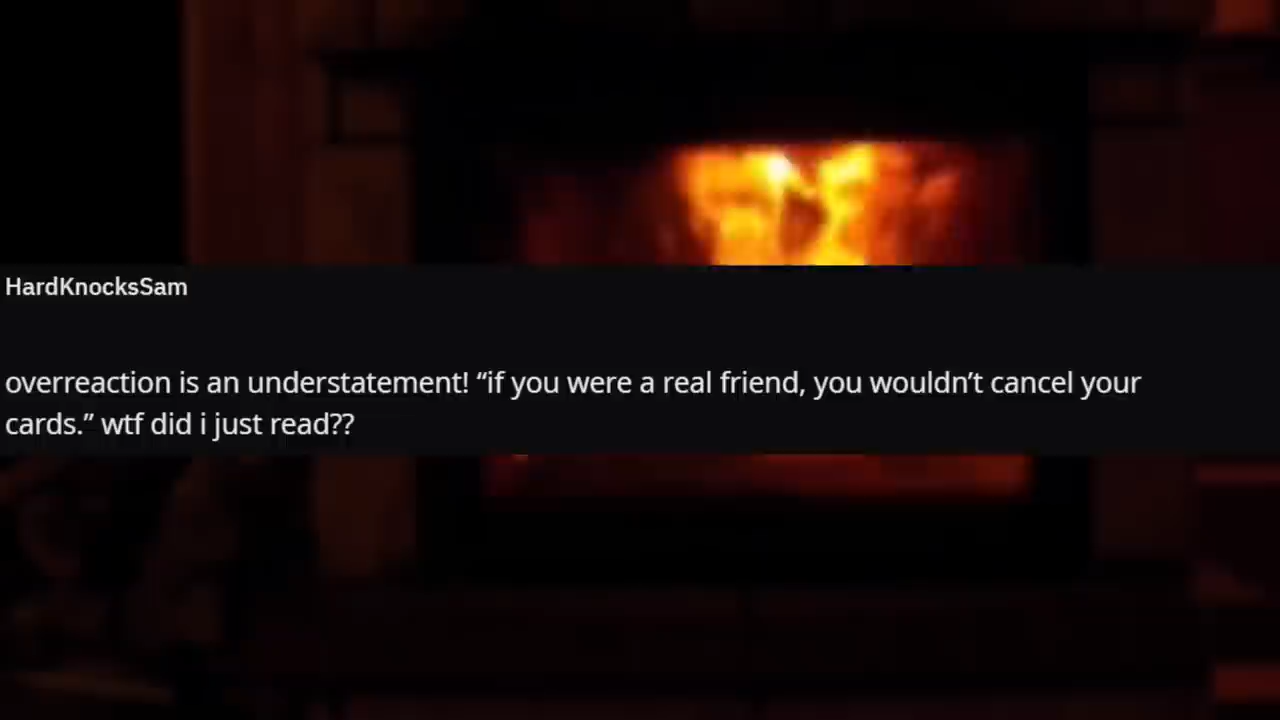 HardKnocksSam
overreaction is an understatement! “if you were a real friend, you wouldn’t cancel your
cards.” wtf did i just read??